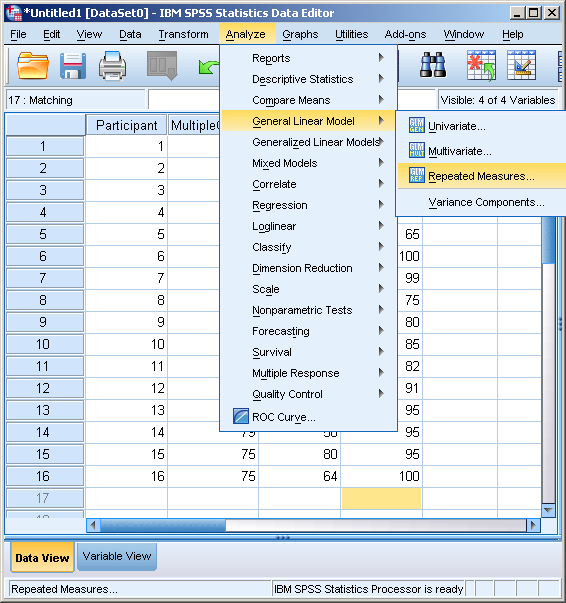 *Untitled1 [DataSet0] - IBM SPSS Statistics Data Editor
File Edit View Data Transform Analyze Graphs Utilities Add-ons Window Help
17 : Matching
Visible: 4 of 4 Variables
Participant
1 1
2 2
3 3
4 4
5 5 65
6 6 100
7 7 99
8 8 75
9 9 80
10 10 85
11 11 82
12 12 91
13 13 95
14 14 95
15 15 75 80 95
16 16 75 64 100
17
Reports
Descriptive Statistics
Compare Means
General Linear Model
Generalized Linear Models
Mixed Models
Correlate
Regression
Loglinear
Classify
Dimension Reduction
Scale
Nonparametric Tests
Forecasting
Survival
Multiple Response
Quality Control
ROC Curve...
Univariate...
Multivariate...
Repeated Measures...
Variance Components...
Data View Variable View
Repeated Measures... IBM SPSS Statistics Processor is ready